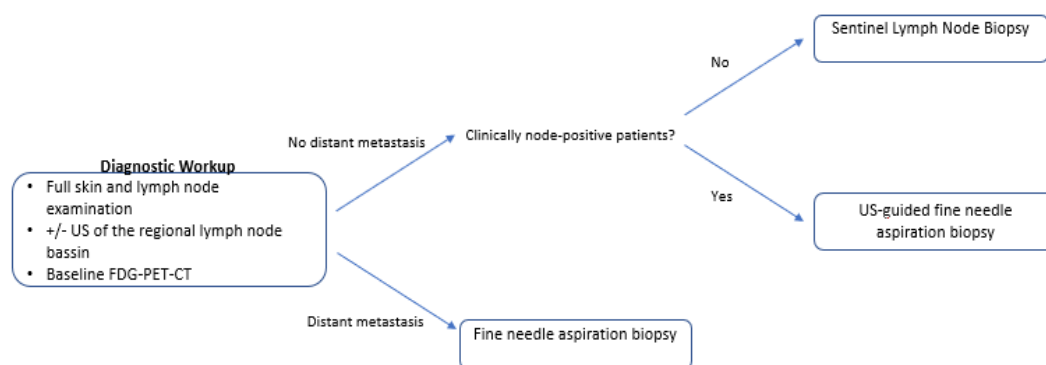 Diagnostic Workup
• Full skin and lymph node
examination
• +/- US of the regional lymph node
bassin
• Baseline FDG-PET-CT
No distant metastasis
Distant metastasis
Clinically node-positive patients?
Fine needle aspiration biopsy
No
Yes
Sentinel Lymph Node Biopsy
US-guided fine needle
aspiration biopsy